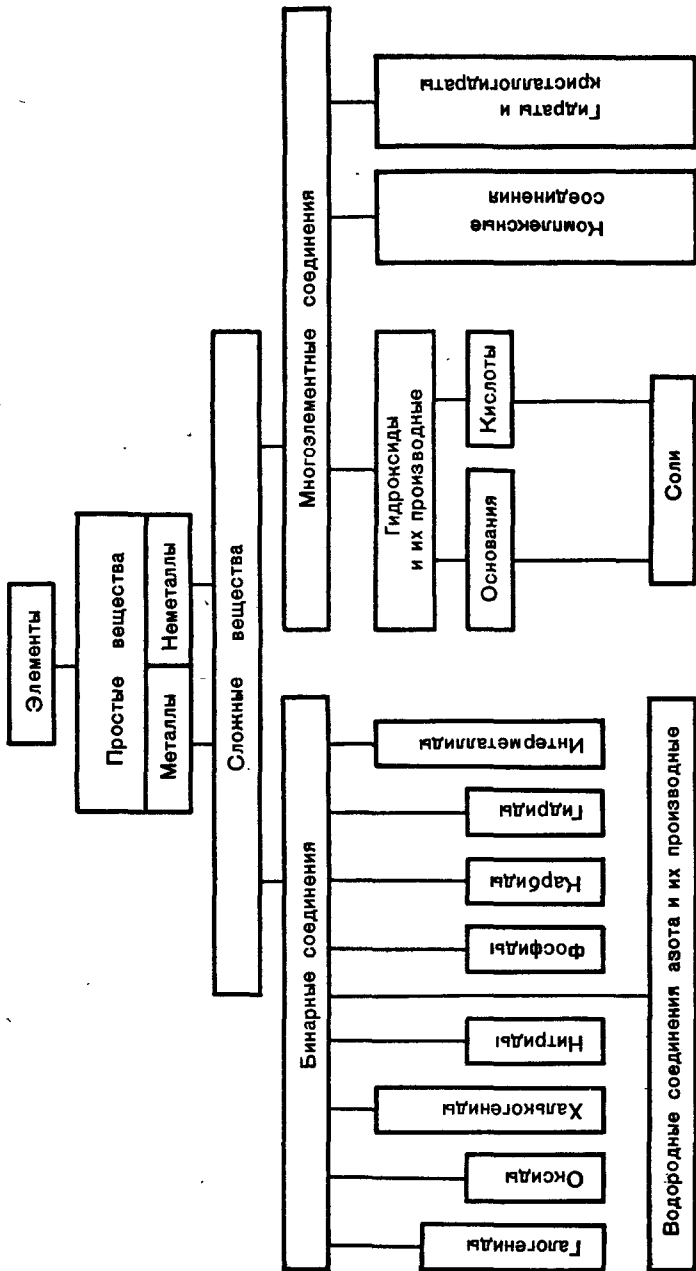 Элементы
Простые вещества
Металлы
Неметаллы
Сложные вещества
Бинарные соединения
Многоэлементные соединения
Галогениды
Оксиды
Халькогениды
Нитриды
Фосфиды
Карбиды
Гидриды
Интерметаллиды
Водородные соединения азота и их производные
Гидроксиды
и их производные
Основания
Кислоты
Соли
Комплексные
соединения
Гидраты и
кристаллогидраты